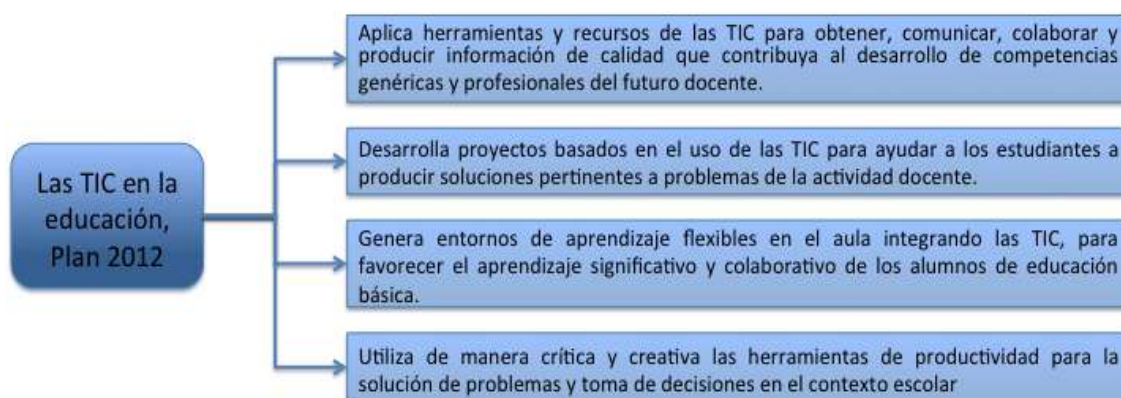 Las TIC en la
educación,
Plan 2012
Aplica herramientas y recursos de las TIC para obtener, comunicar, colaborar y
producir información de calidad que contribuya al desarrollo de competencias
genéricas y profesionales del futuro docente.
Desarrolla proyectos basados en el uso de las TIC para ayudar a los estudiantes a
producir soluciones pertinentes a problemas de la actividad docente.
Genera entornos de aprendizaje flexibles en el aula integrando las TIC, para
favorecer el aprendizaje significativo y colaborativo de los alumnos de educación
básica.
Utiliza de manera crítica y creativa las herramientas de productividad para la
solución de problemas y toma de decisiones en el contexto escolar